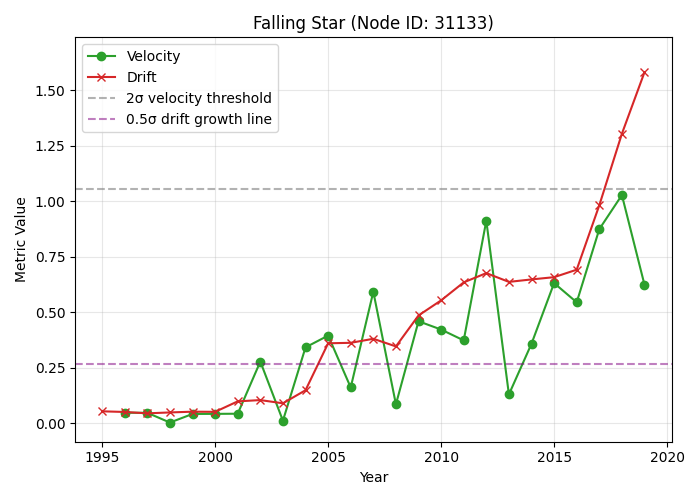 Falling Star (Node ID: 31133)
Velocity
Drift
2σ velocity threshold
0.5σ drift growth line
Metric Value
1.50
1.25
1.00
0.75
0.50
0.25
0.00
1995 2000 2005 2010 2015 2020
Year